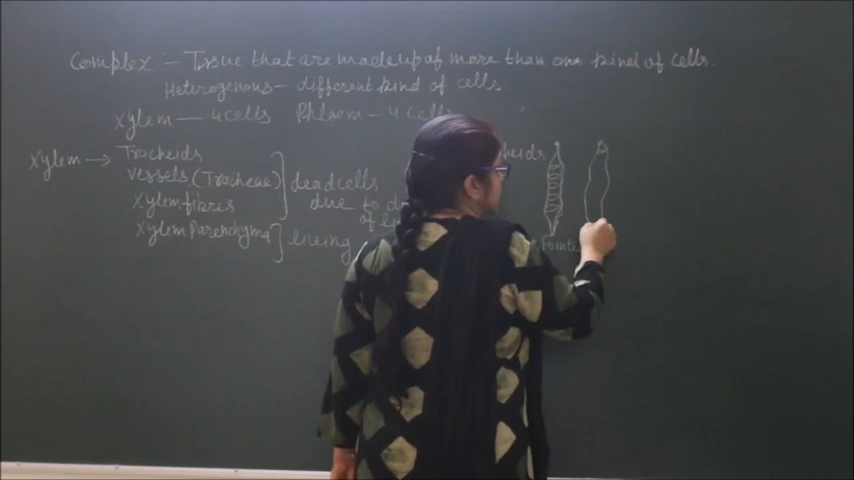 Complex :- Tissue that are made up of more than one kind of cells.
Heterogenous - different kind of cells.
Xylem — 4 cells Phloem - 4 Cells
Xylem → Tracheids
Vessels (Tracheae)
Xylem fibres
Xylem Parenchyma
dead cells
due to
of
living
heids
Pointe